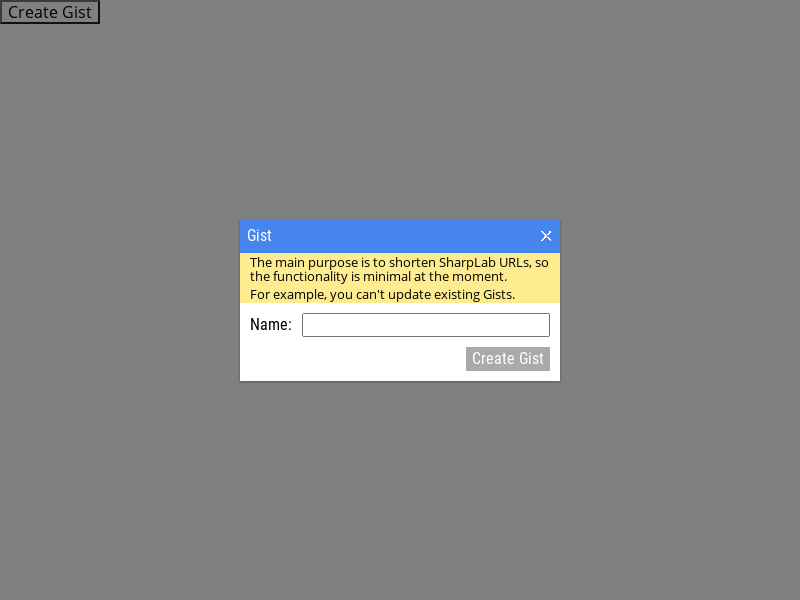 Create Gist
Gist
The main purpose is to shorten SharpLab URLs, so
the functionality is minimal at the moment.
For example, you can't update existing Gists.
Name:
Create Gist